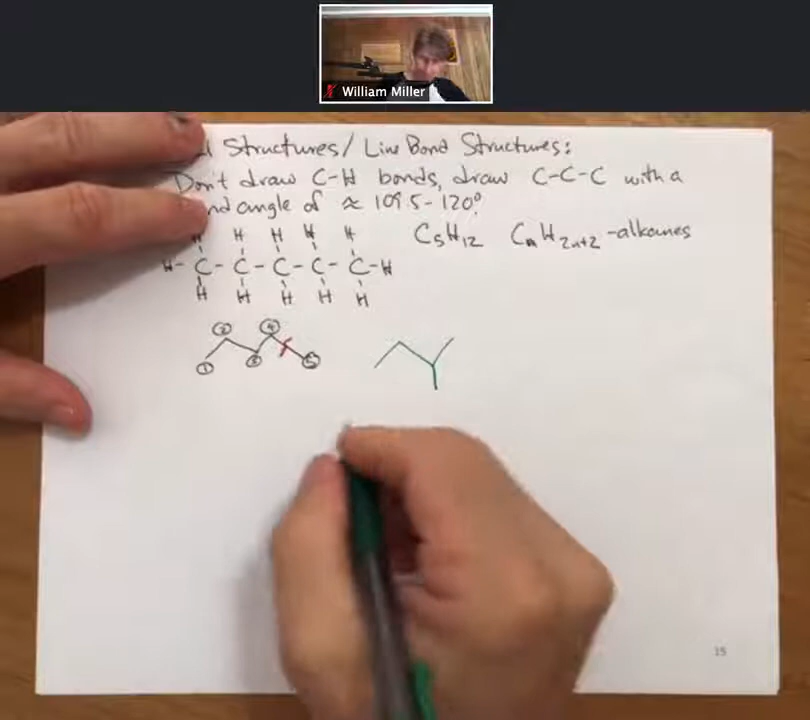 William Miller
Structures/ Line Bond Structures:
Don't draw C-H bonds, draw C-C-C with a
angle of ≈ 109.5-120°
H H H H H
C5H12 CnH2n+2 -alkanes
H-C-C-C-C-C-H
H H H H H
② ④
① ③ ⑤
15